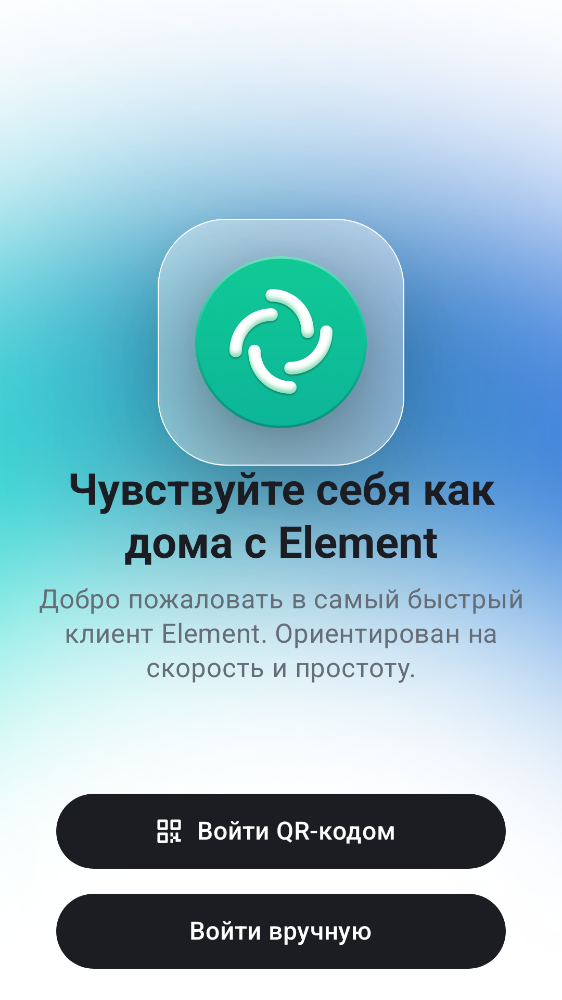 Чувствуйте себя как
дома с Element
Добро пожаловать в самый быстрый
клиент Element. Ориентирован на
скорость и простоту.
Войти QR-кодом
Войти вручную